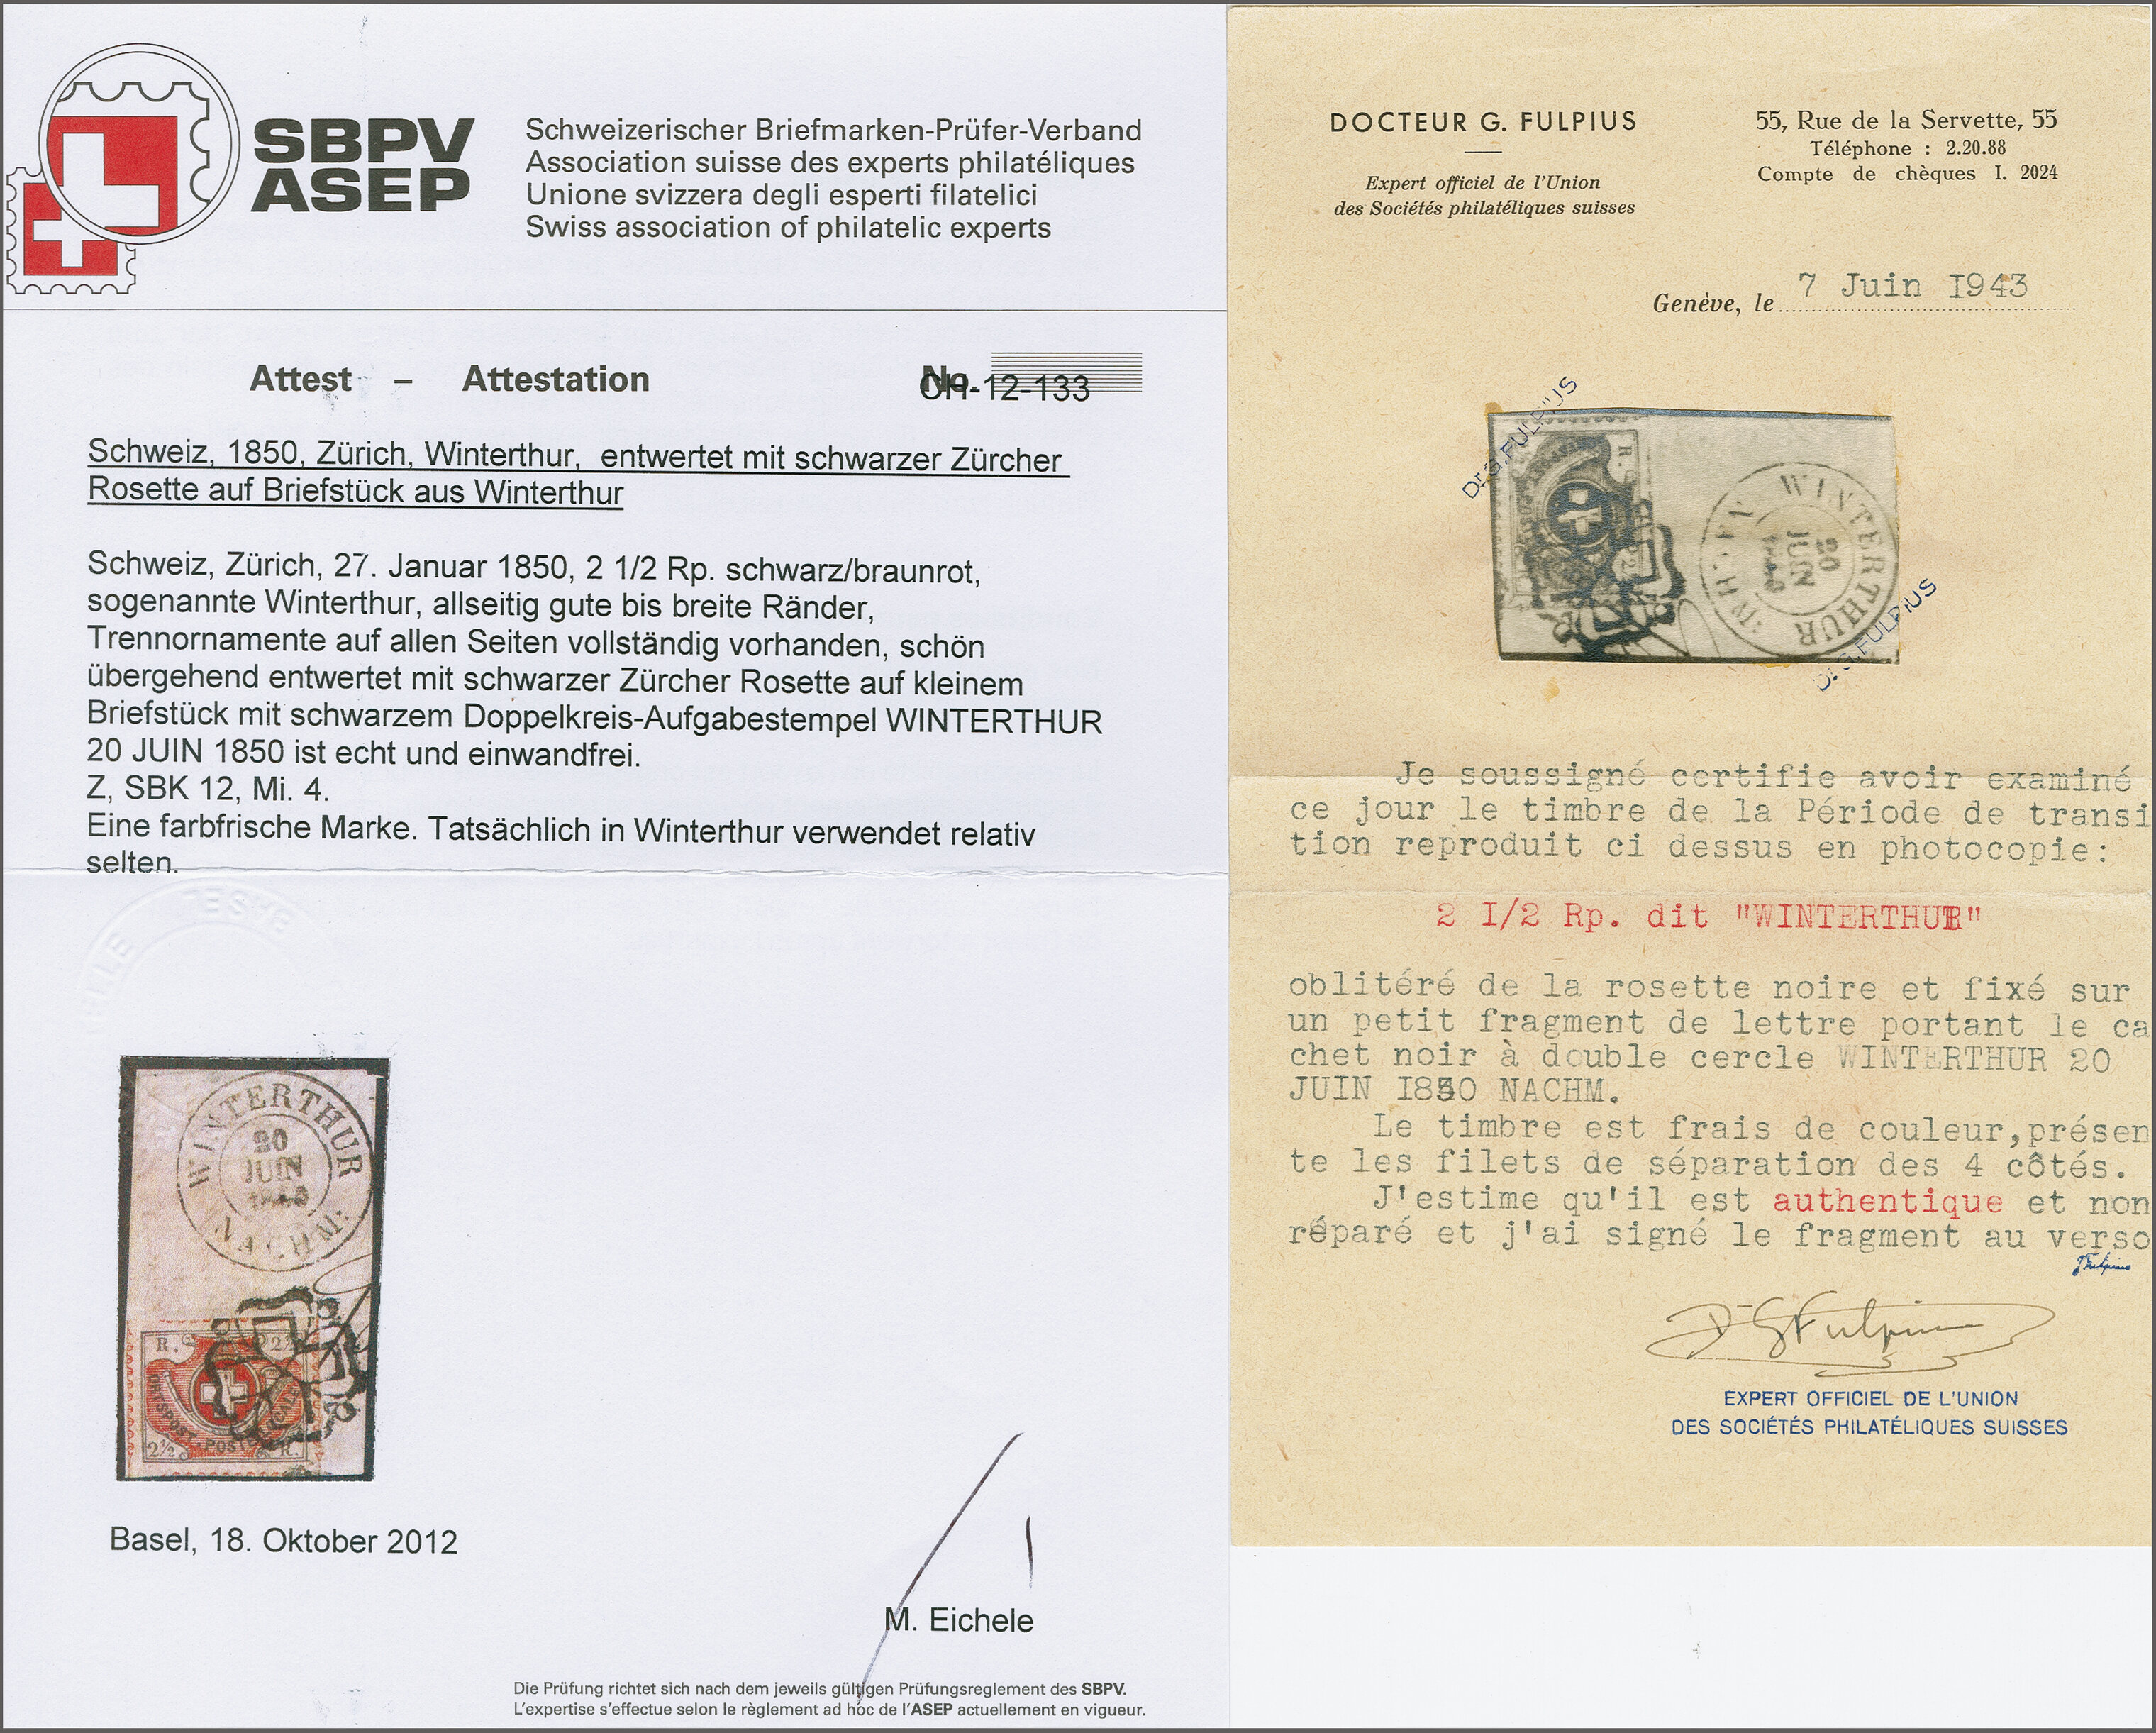 SBPV
ASEP
Schweizerischer Briefmarken-Prüfer-Verband
Association suisse des experts philatéliques
Unione svizzera degli esperti filatelici
Swiss association of philatelic experts
Attest – Attestation
No. CH-12-133
Schweiz, 1850, Zürich, Winterthur, entwertet mit schwarzer Zürcher
Rosette auf Briefstück aus Winterthur
Schweiz, Zürich, 27. Januar 1850, 2 1/2 Rp. schwarz/braunrot,
sogenannte Winterthur, allseitig gute bis breite Ränder,
Trennornamente auf allen Seiten vollständig vorhanden, schön
übergehend entwertet mit schwarzer Zürcher Rosette auf kleinem
Briefstück mit schwarzem Doppelkreis-Aufgabestempel WINTERTHUR
20 JUIN 1850 ist echt und einwandfrei.
Z, SBK 12, Mi. 4.
Eine farbfrische Marke. Tatsächlich in Winterthur verwendet relativ
selten.
WINTERTHUR
20
JUIN
NACHM:
R. 2½
ORTSPOST·POSTE LOCALE
2½ R.
Basel, 18. Oktober 2012
M. Eichele
Die Prüfung richtet sich nach dem jeweils gültigen Prüfungsreglement des SBPV.
L'expertise s'effectue selon le règlement ad hoc de l'ASEP actuellement en vigueur.
DOCTEUR G. FULPIUS
Expert officiel de l'Union
des Sociétés philatéliques suisses
55, Rue de la Servette, 55
Téléphone : 2.20.88
Compte de chèques I. 2024
Genève, le 7 Juin I943
Dr. G. FULPIUS
WINTERTHUR
20
JUIN
Dr. G. FULPIUS
Je soussigné certifie avoir examiné
ce jour le timbre de la Période de transi
tion reproduit ci dessus en photocopie:
2 I/2 Rp. dit "WINTERTHUR"
oblitéré de la rosette noire et fixé sur
un petit fragment de lettre portant le ca
chet noir à double cercle WINTERTHUR 20
JUIN I850 NACHM.
Le timbre est frais de couleur,présen
te les filets de séparation des 4 côtés.
J'estime qu'il est authentique et non
réparé et j'ai signé le fragment au verso
Dr G Fulpius
EXPERT OFFICIEL DE L'UNION
DES SOCIÉTÉS PHILATÉLIQUES SUISSES